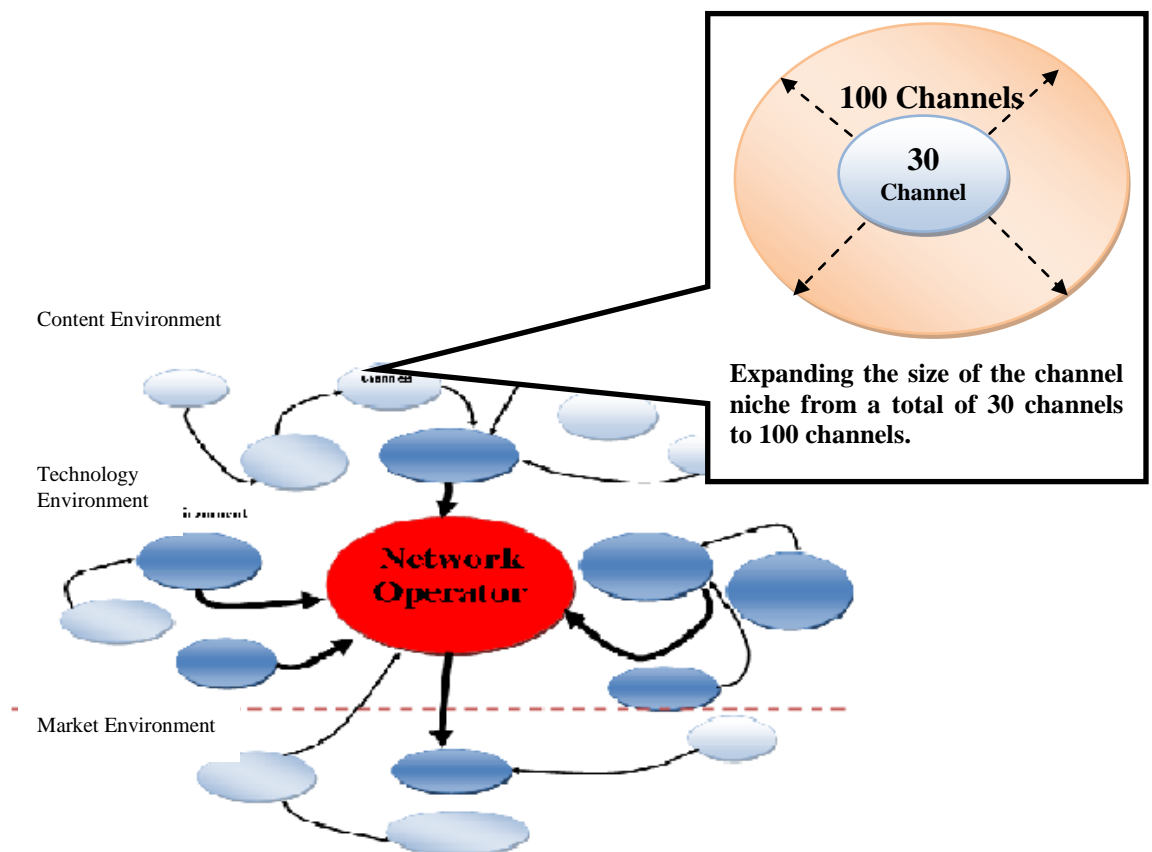 100 Channels
30
Channel
Expanding the size of the channel
niche from a total of 30 channels
to 100 channels.
Content Environment
Channels
Technology
Environment
Network
Operator
Market Environment